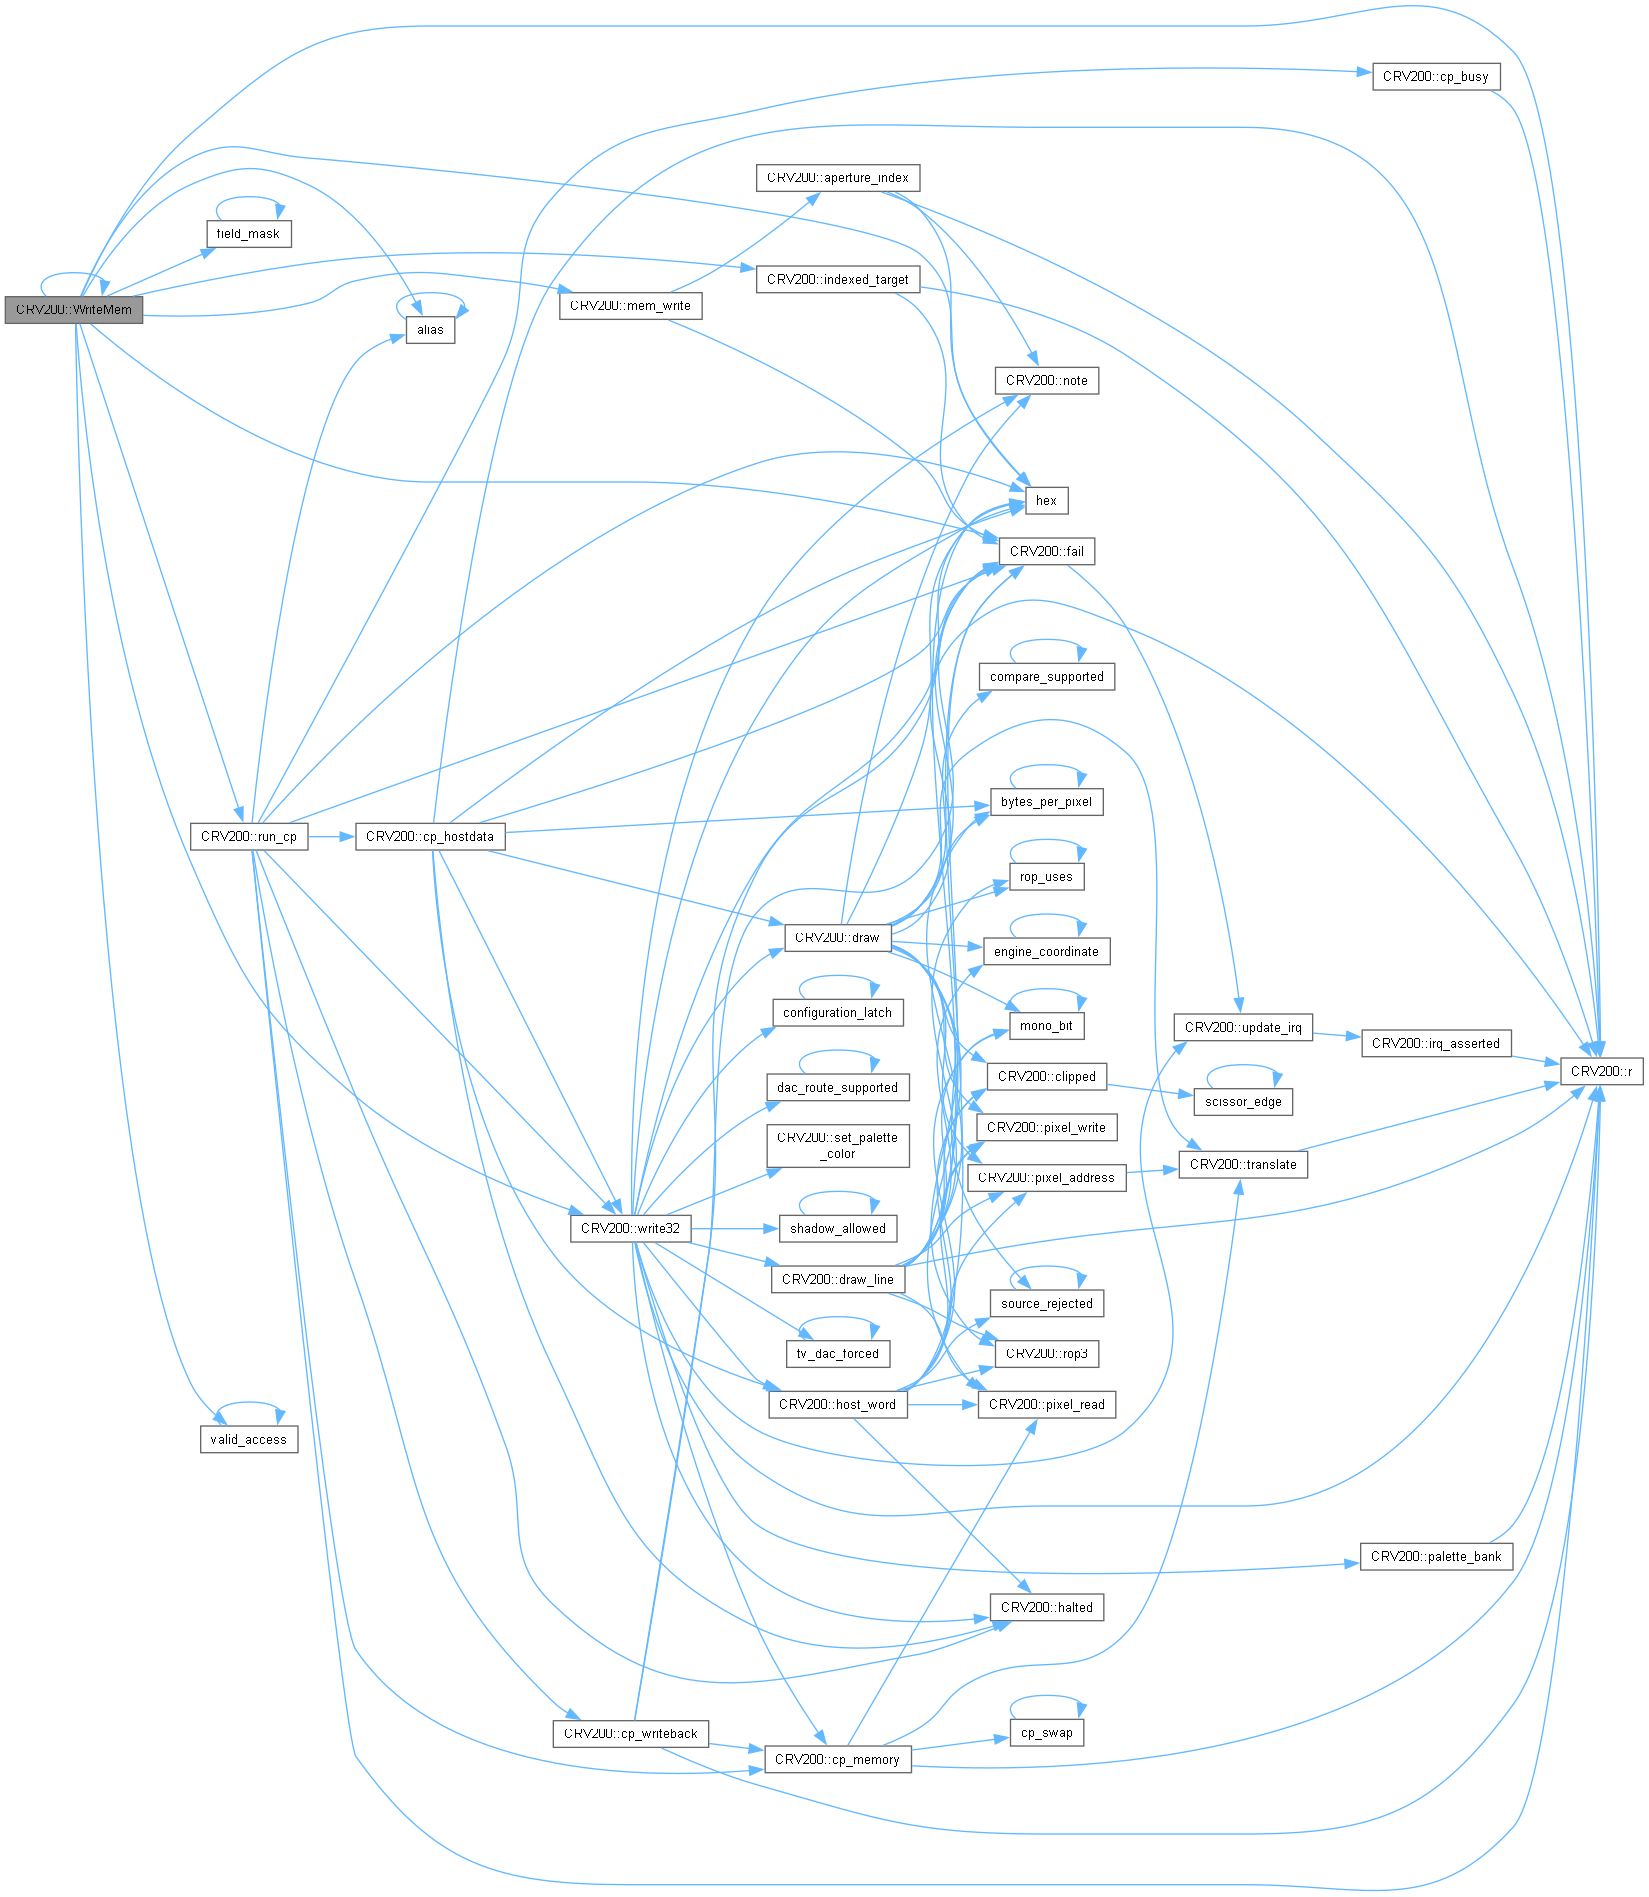 CRV200::WriteMem
field_mask
alias
CRV200::run_cp
valid_access
CRV200::cp_hostdata
CRV200::mem_write
CRV200::write32
CRV200::cp_writeback
CRV200::aperture_index
CRV200::indexed_target
CRV200::draw
configuration_latch
dac_route_supported
CRV200::set_palette
_color
shadow_allowed
CRV200::draw_line
tv_dac_forced
CRV200::host_word
CRV200::cp_memory
CRV200::note
hex
CRV200::fail
compare_supported
bytes_per_pixel
rop_uses
engine_coordinate
mono_bit
CRV200::clipped
CRV200::pixel_write
CRV200::pixel_address
source_rejected
CRV200::rop3
CRV200::pixel_read
CRV200::halted
cp_swap
CRV200::update_irq
scissor_edge
CRV200::translate
CRV200::cp_busy
CRV200::irq_asserted
CRV200::palette_bank
CRV200::r